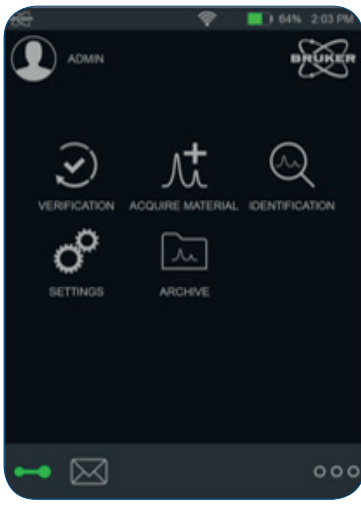 64% 2:03 PM
ADMIN
BRUKER
VERIFICATION ACQUIRE MATERIAL IDENTIFICATION
SETTINGS ARCHIVE